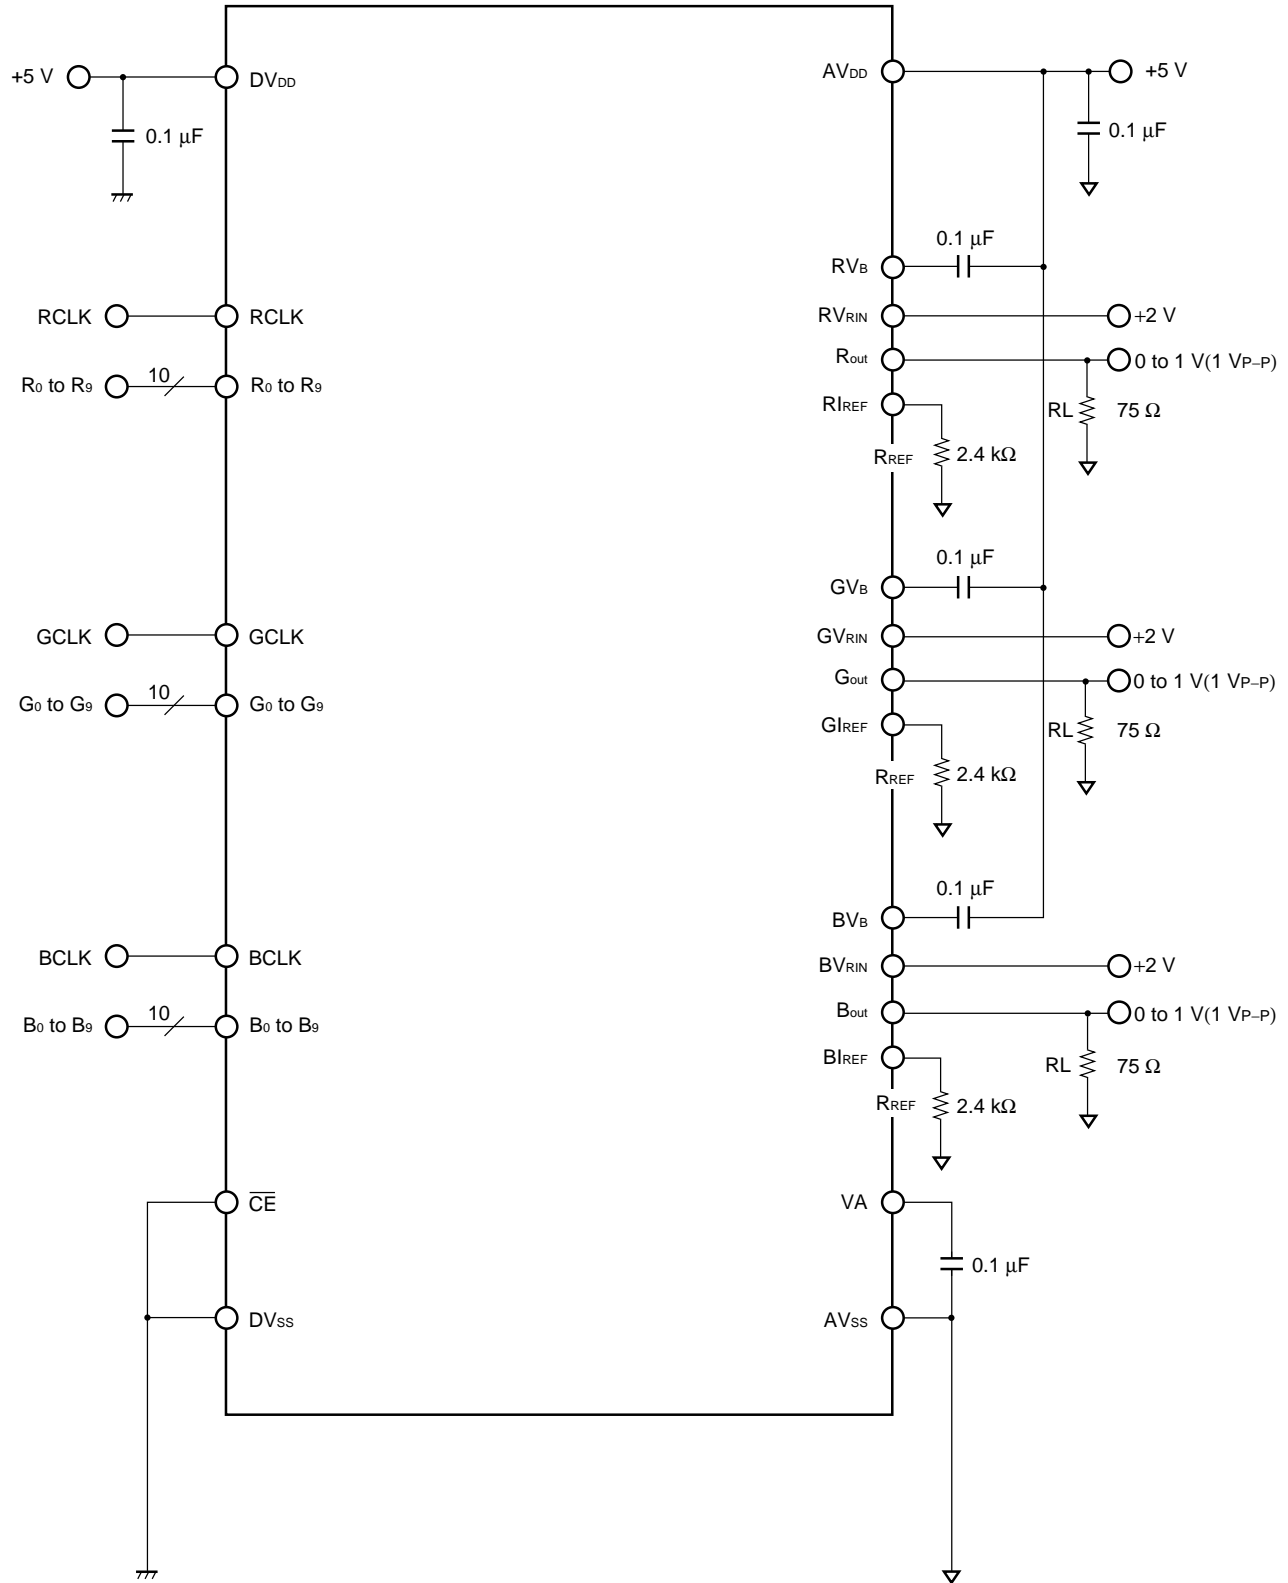 +5 V
DVDD
AVDD
+5 V
0.1 µF
0.1 µF
0.1 µF
RVB
RCLK
RCLK
RVRIN
+2 V
Rout
0 to 1 V(1 VP–P)
R0 to R9
10
R0 to R9
RIREF
RL
75 Ω
RREF
2.4 kΩ
0.1 µF
GVB
GCLK
GCLK
GVRIN
+2 V
Gout
0 to 1 V(1 VP–P)
G0 to G9
10
G0 to G9
GIREF
RL
75 Ω
RREF
2.4 kΩ
0.1 µF
BVB
BCLK
BCLK
BVRIN
+2 V
Bout
0 to 1 V(1 VP–P)
B0 to B9
10
B0 to B9
BIREF
RL
75 Ω
RREF
2.4 kΩ
C̅E̅
VA
0.1 µF
DVSS
AVSS